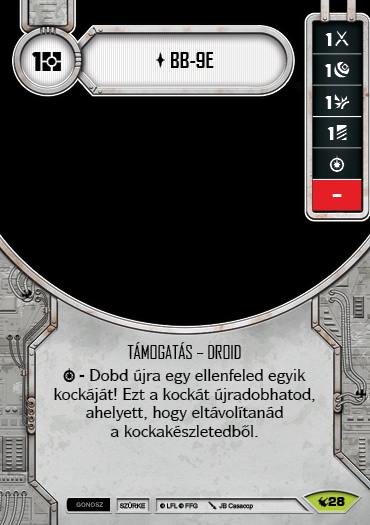 1
BB-9E
1
1
1
1
-
TÁMOGATÁS – DROID
- Dobd újra egy ellenfeled egyik
kockáját! Ezt a kockát újradobhatod,
ahelyett, hogy eltávolítanád
a kockakészletedből.
GONOSZ SZÜRKE © LFL © FFG JB Casacop 28